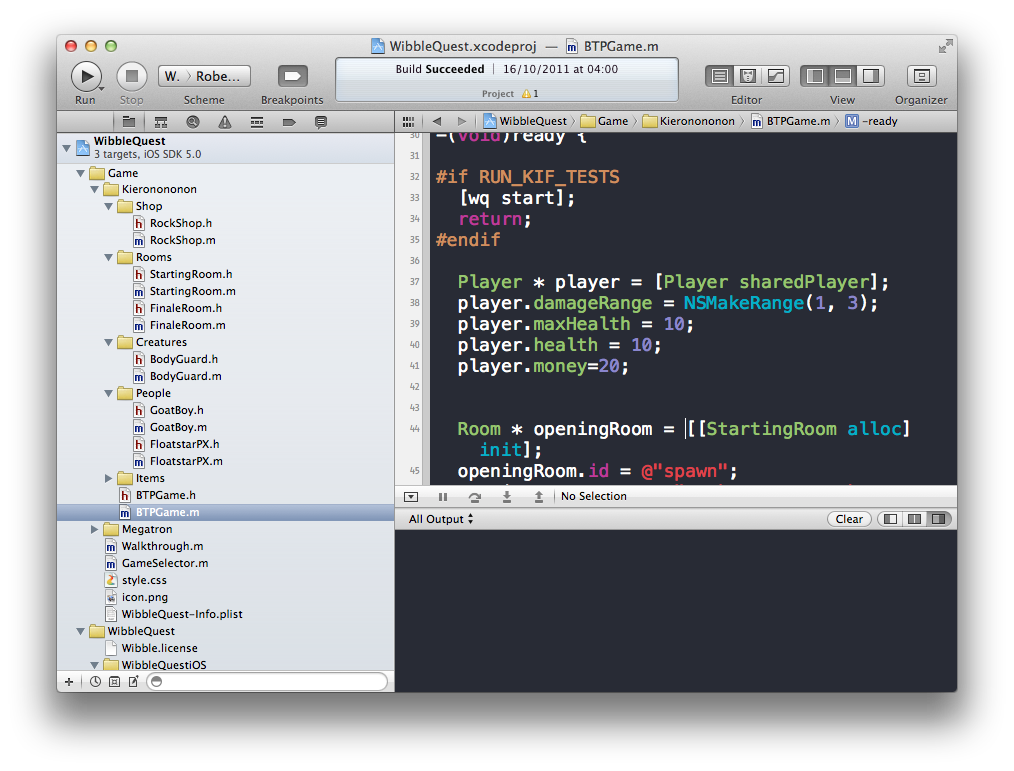 WibbleQuest.xcodeproj — BTPGame.m
W. 〉 Robe...
Build Succeeded | 16/10/2011 at 04:00
Project 1
Run Stop Scheme Breakpoints Editor View Organizer
WibbleQuest 〉 Game 〉 Kieronononon 〉 BTPGame.m 〉 M -ready
WibbleQuest
3 targets, iOS SDK 5.0
Game
Kieronononon
Shop
h RockShop.h
m RockShop.m
Rooms
h StartingRoom.h
m StartingRoom.m
h FinaleRoom.h
m FinaleRoom.m
Creatures
h BodyGuard.h
m BodyGuard.m
People
h GoatBoy.h
m GoatBoy.m
h FloatstarPX.h
m FloatstarPX.m
Items
h BTPGame.h
m BTPGame.m
Megatron
m Walkthrough.m
m GameSelector.m
style.css
icon.png
WibbleQuest-Info.plist
WibbleQuest
Wibble.license
WibbleQuestiOS
30 -(void)ready {
31
32 #if RUN_KIF_TESTS
33 [wq start];
34 return;
35 #endif
36
37 Player * player = [Player sharedPlayer];
38 player.damageRange = NSMakeRange(1, 3);
39 player.maxHealth = 10;
40 player.health = 10;
41 player.money=20;
42
43
44 Room * openingRoom = [[StartingRoom alloc]
init];
45 openingRoom.id = @"spawn";
No Selection
All Output
Clear